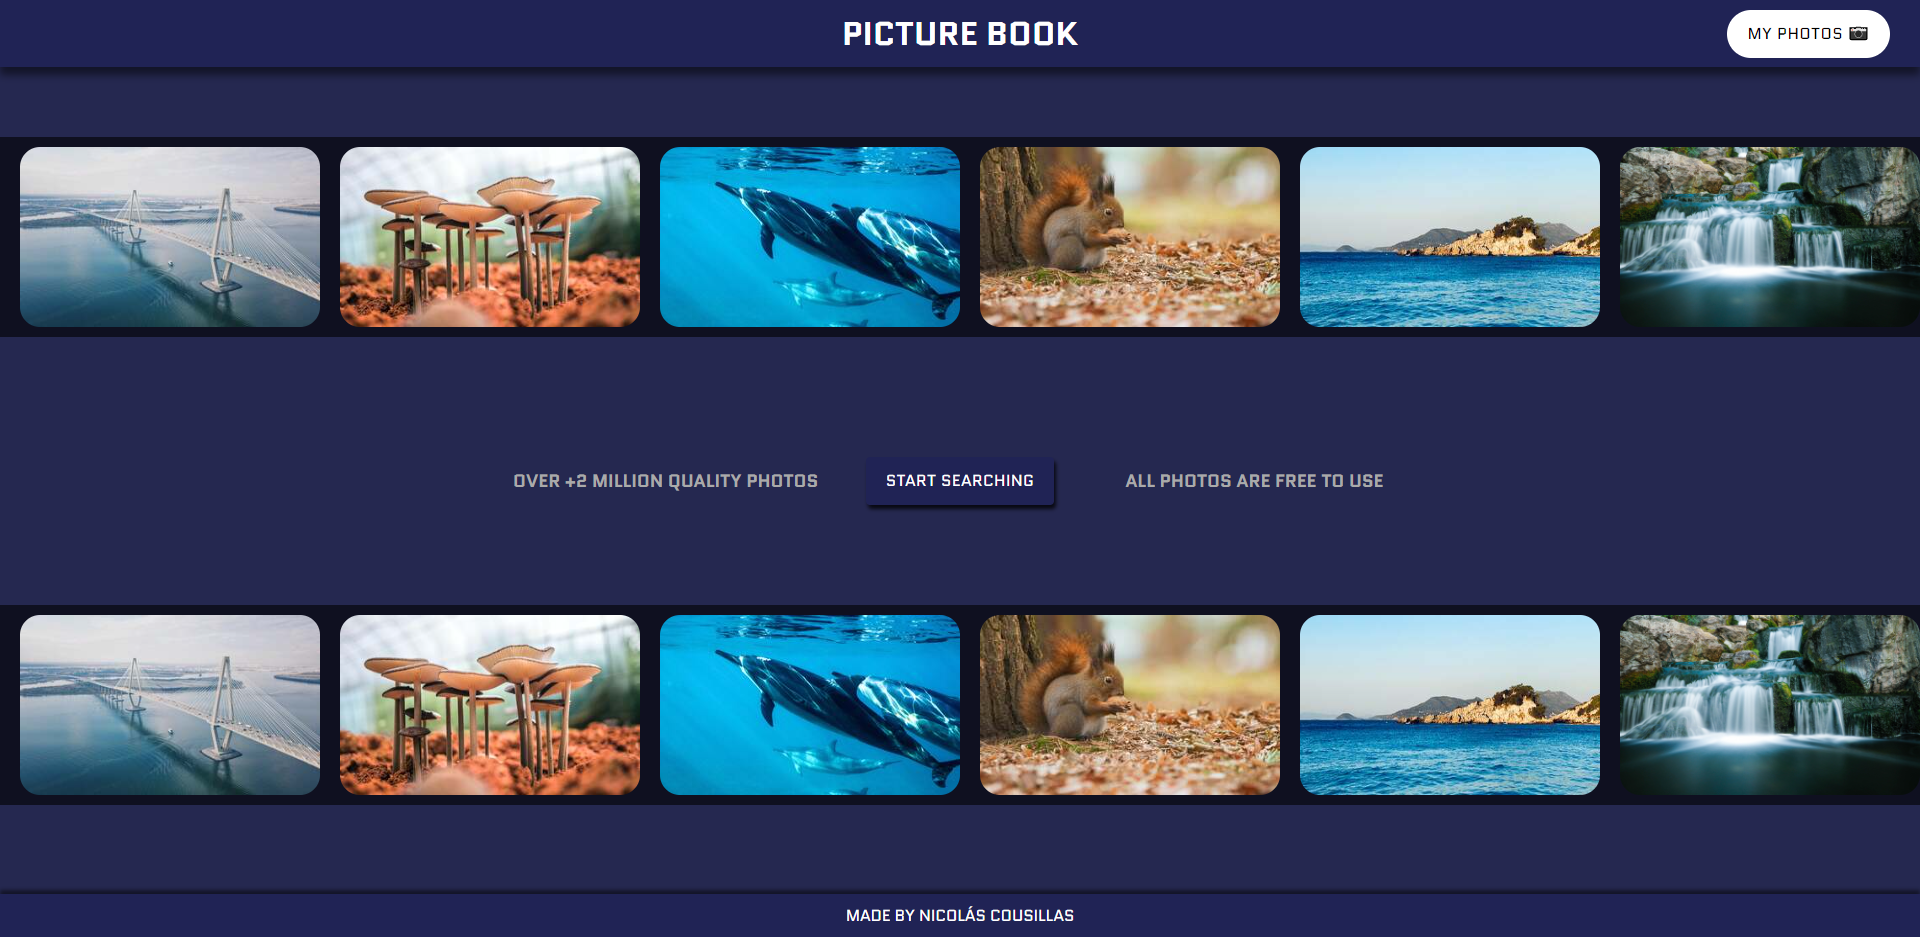 PICTURE BOOK
MY PHOTOS 📷
OVER +2 MILLION QUALITY PHOTOS
START SEARCHING
ALL PHOTOS ARE FREE TO USE
MADE BY NICOLÁS COUSILLAS